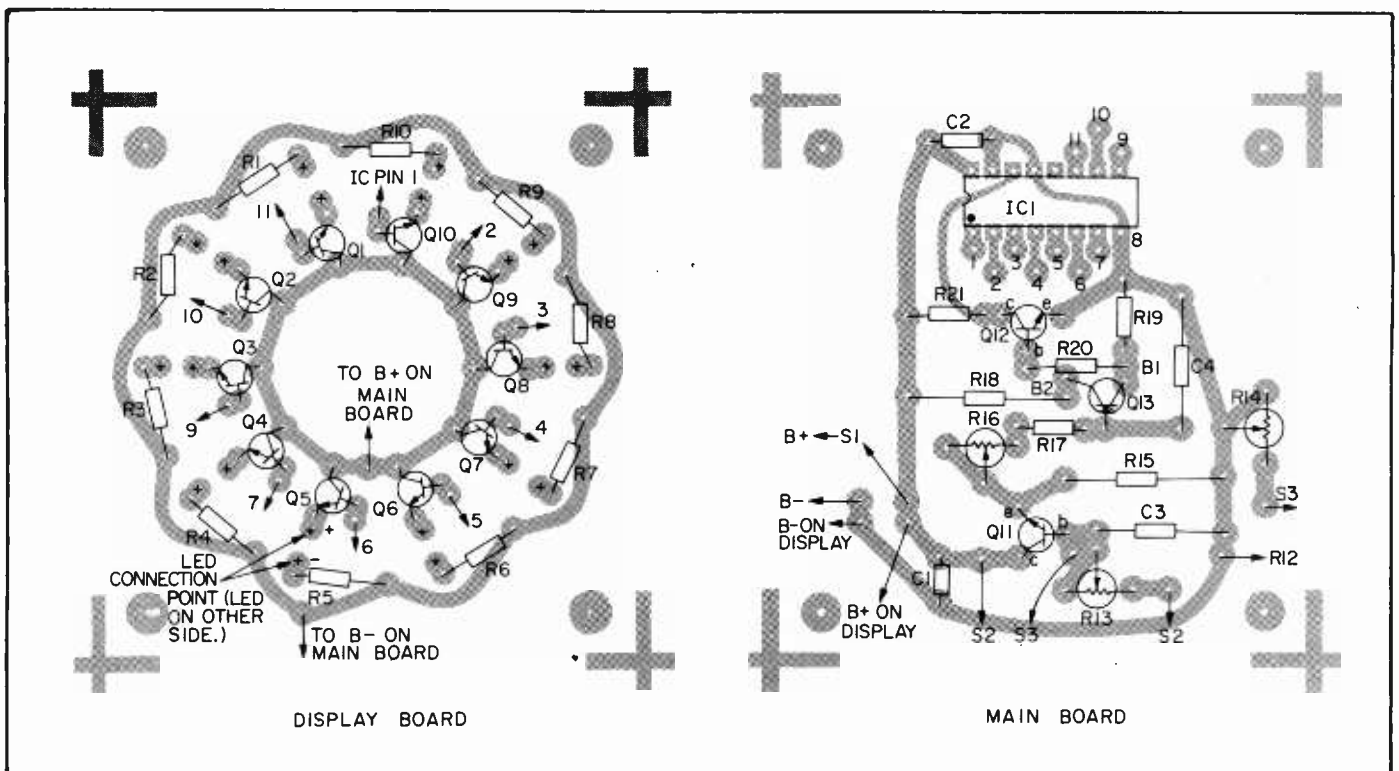 R10
R1
IC PIN 1
R9
11
Q1
Q10
2
R2
Q2
Q9
10
3
R8
Q3
Q8
TO B+ ON
MAIN
BOARD
R3
9
Q4
4
Q7
R7
7
Q5
Q6
5
6
R4
+
-
LED
CONNECTION
POINT (LED
ON OTHER
SIDE.)
R5
R6
TO B- ON
MAIN BOARD
DISPLAY BOARD
C2
10
11
9
IC1
8
1
2
3
4
5
6
7
R21
c
e
Q12
b
R19
R20
B1
C4
R18
B2
Q13
R16
R17
R14
B+
S1
R15
B-
S3
B-ON
DISPLAY
e
Q11
b
c
C3
R12
C1
R13
B+ ON
DISPLAY
S2
S3
S2
MAIN BOARD